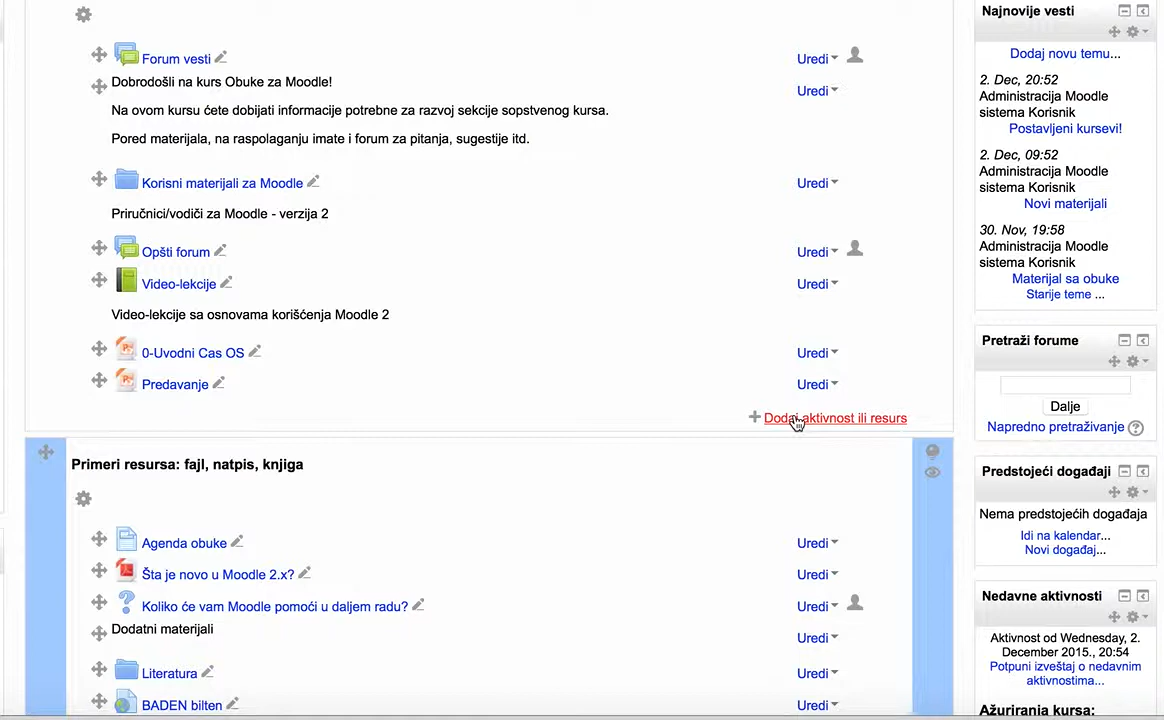 Forum vesti
Uredi
Dobrodošli na kurs Obuke za Moodle!
Uredi
Na ovom kursu ćete dobijati informacije potrebne za razvoj sekcije sopstvenog kursa.
Pored materijala, na raspolaganju imate i forum za pitanja, sugestije itd.
Korisni materijali za Moodle
Uredi
Priručnici/vodiči za Moodle - verzija 2
Opšti forum
Uredi
Video-lekcije
Uredi
Video-lekcije sa osnovama korišćenja Moodle 2
0-Uvodni Cas OS
Uredi
Predavanje
Uredi
Dodaj aktivnost ili resurs
Primeri resursa: fajl, natpis, knjiga
Agenda obuke
Uredi
Šta je novo u Moodle 2.x?
Uredi
Koliko će vam Moodle pomoći u daljem radu?
Uredi
Dodatni materijali
Uredi
Literatura
Uredi
BADEN bilten
Uredi
Najnovije vesti
Dodaj novu temu...
2. Dec, 20:52
Administracija Moodle
sistema Korisnik
Postavljeni kursevi!
2. Dec, 09:52
Administracija Moodle
sistema Korisnik
Novi materijali
30. Nov, 19:58
Administracija Moodle
sistema Korisnik
Materijal sa obuke
Starije teme ...
Pretraži forume
Dalje
Napredno pretraživanje
Predstojeći događaji
Nema predstojećih događaja
Idi na kalendar...
Novi događaj...
Nedavne aktivnosti
Aktivnost od Wednesday, 2.
December 2015., 20:54
Potpuni izveštaj o nedavnim
aktivnostima...
Ažuriranja kursa: